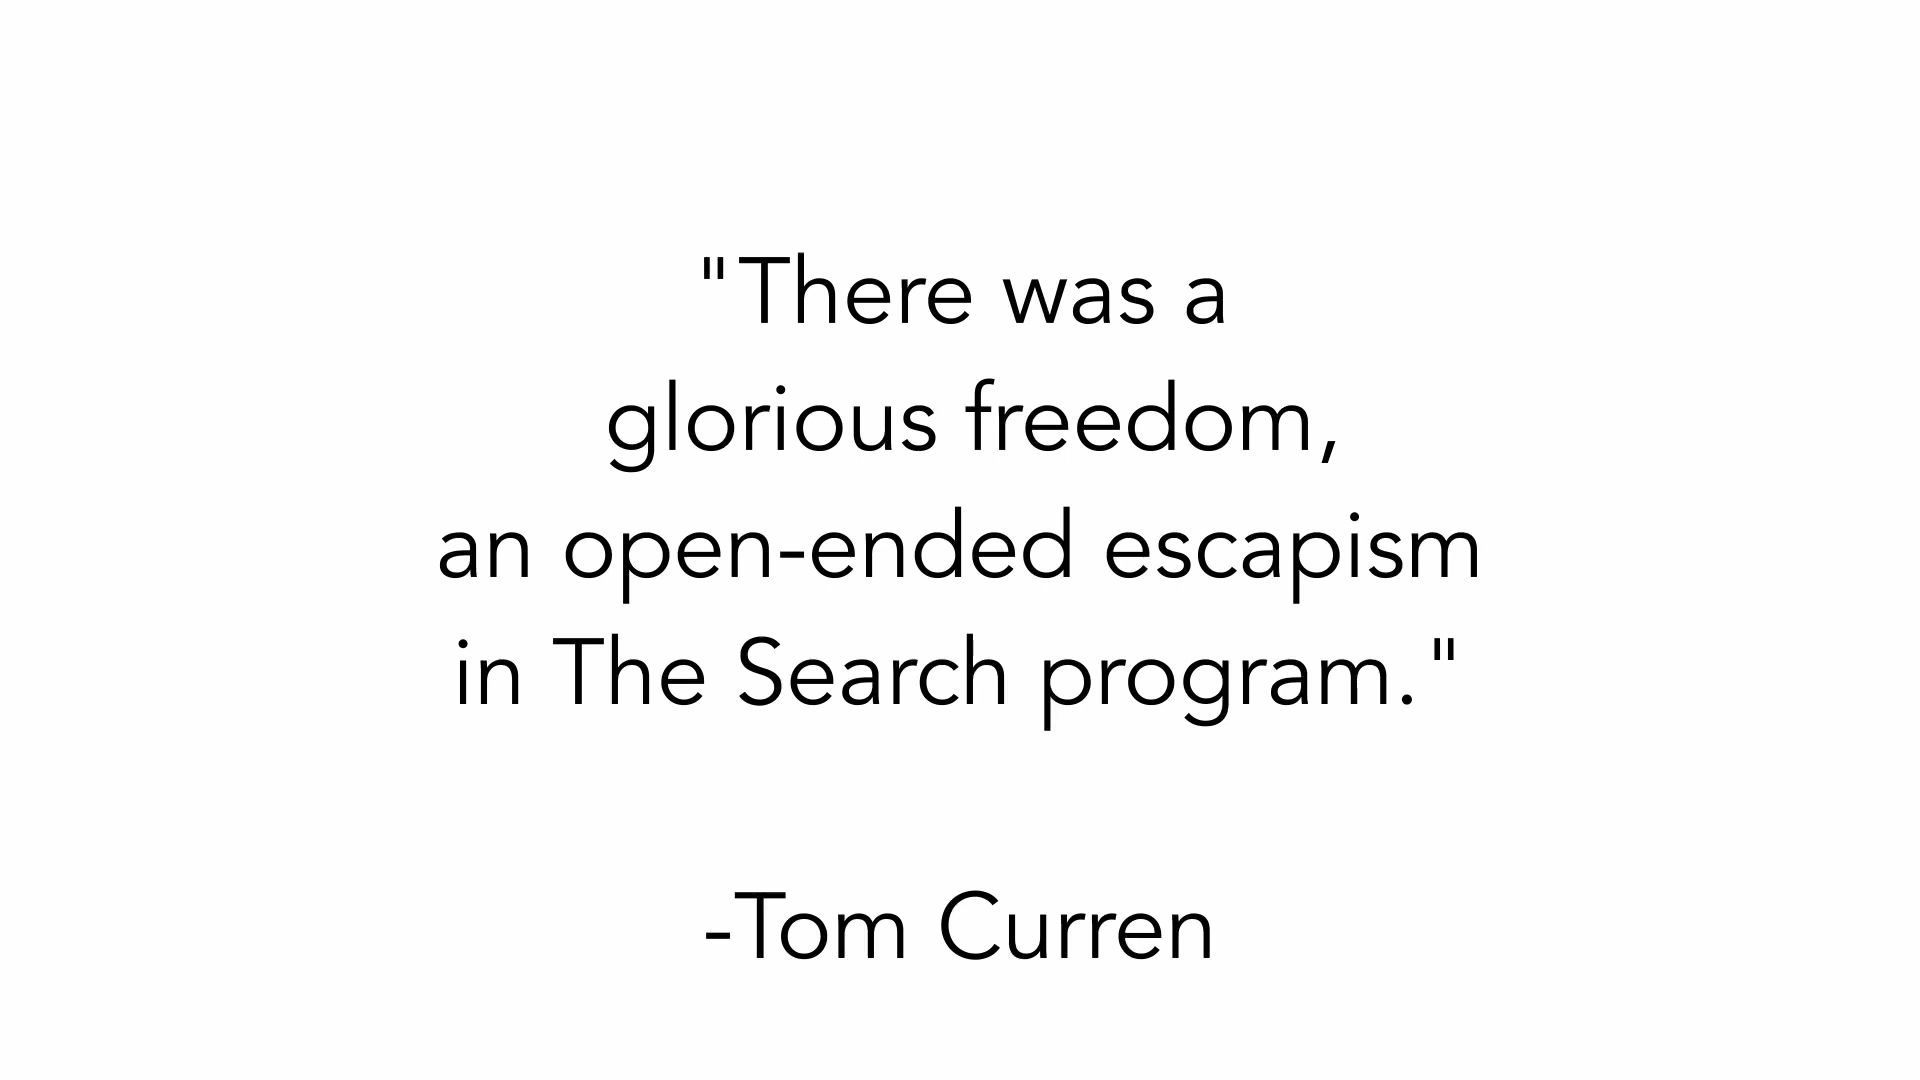 "There was a
glorious freedom,
an open-ended escapism
in The Search program."
-Tom Curren